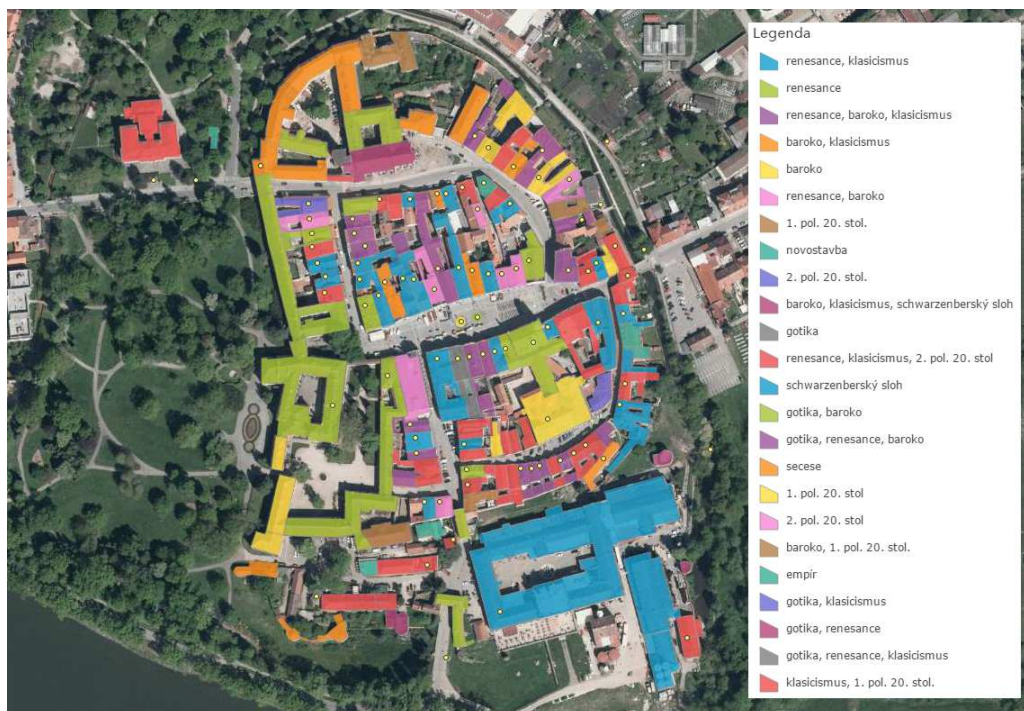 Legenda
renesance, klasicismus
renesance
renesance, baroko, klasicismus
baroko, klasicismus
baroko
renesance, baroko
1. pol. 20. stol.
novostavba
2. pol. 20. stol.
baroko, klasicismus, schwarzenberský sloh
gotika
renesance, klasicismus, 2. pol. 20. stol
schwarzenberský sloh
gotika, baroko
gotika, renesance, baroko
secese
1. pol. 20. stol
2. pol. 20. stol
baroko, 1. pol. 20. stol.
empír
gotika, klasicismus
gotika, renesance
gotika, renesance, klasicismus
klasicismus, 1. pol. 20. stol.